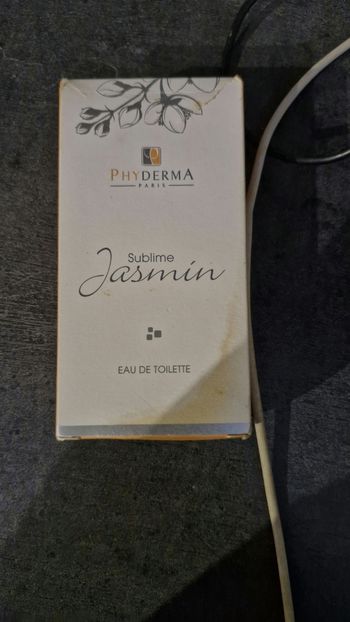 PHYDERMA
PARIS
Sublime
Jasmin
EAU DE TOILETTE